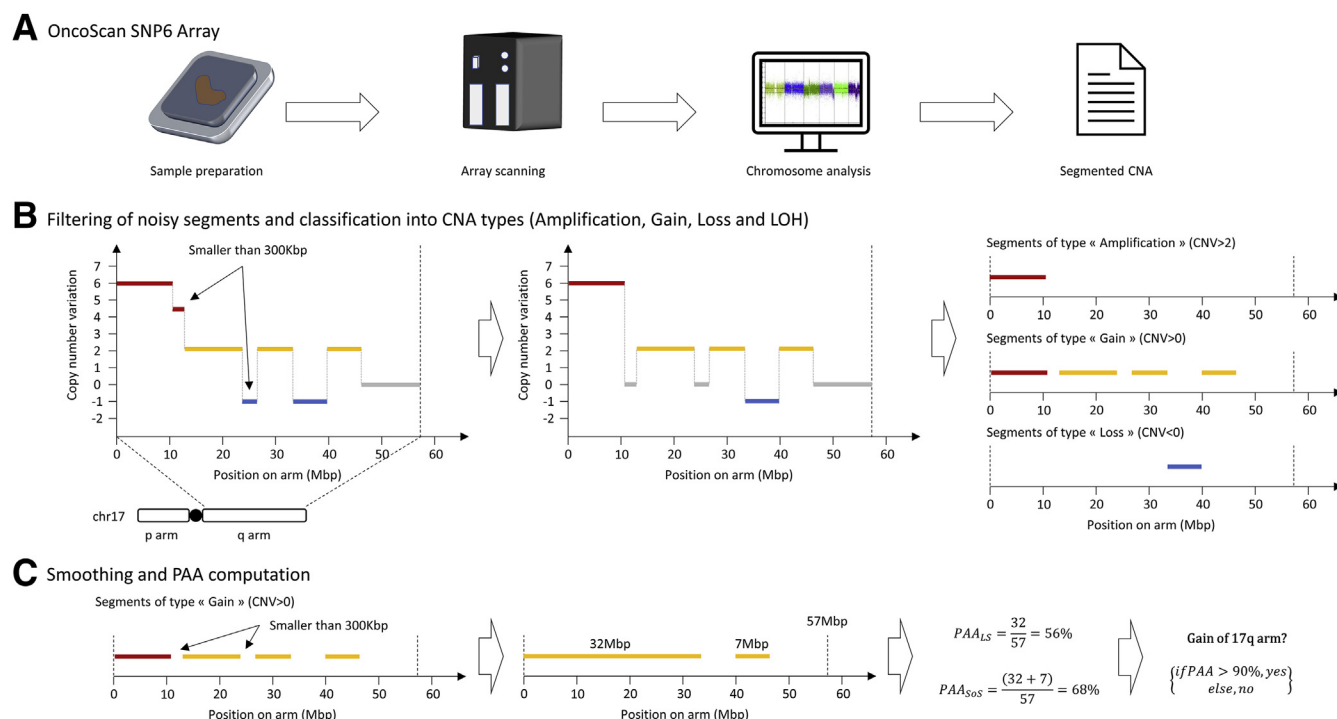 A OncoScan SNP6 Array
Sample preparation
Array scanning
Chromosome analysis
Segmented CNA
B Filtering of noisy segments and classification into CNA types (Amplification, Gain, Loss and LOH)
Smaller than 300Kbp
Copy number variation
7
6
5
4
3
2
1
0
-1
-2
0 10 20 30 40 50 60
Position on arm (Mbp)
chr17
p arm
q arm
Copy number variation
7
6
5
4
3
2
1
0
-1
-2
0 10 20 30 40 50 60
Position on arm (Mbp)
Segments of type « Amplification » (CNV>2)
0 10 20 30 40 50 60
Segments of type « Gain » (CNV>0)
0 10 20 30 40 50 60
Segments of type « Loss » (CNV<0)
0 10 20 30 40 50 60
Position on arm (Mbp)
C Smoothing and PAA computation
Segments of type « Gain » (CNV>0)
Smaller than 300Kbp
0 10 20 30 40 50 60
Position on arm (Mbp)
32Mbp
7Mbp
57Mbp
0 10 20 30 40 50 60
Position on arm (Mbp)
PAA_LS = 32/57 = 56%
PAA_SoS = (32 + 7)/57 = 68%
Gain of 17q arm?
{if PAA > 90%, yes
else, no}